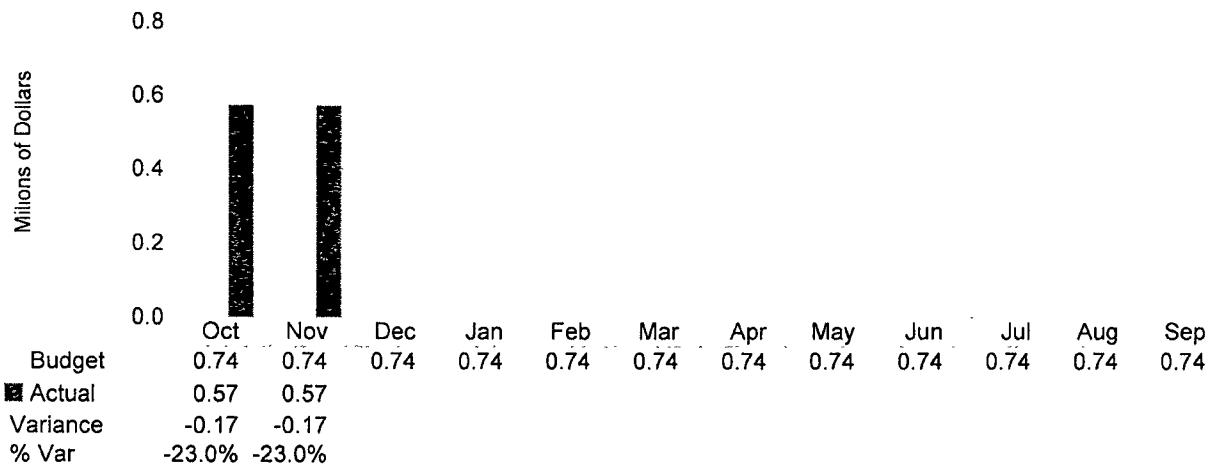 0.8
0.6
0.4
0.2
0.0
Milions of Dollars
Oct Nov Dec Jan Feb Mar Apr May Jun Jul Aug Sep
Budget 0.74 0.74 0.74 0.74 0.74 0.74 0.74 0.74 0.74 0.74 0.74 0.74
Actual 0.57 0.57
Variance -0.17 -0.17
% Var -23.0% -23.0%